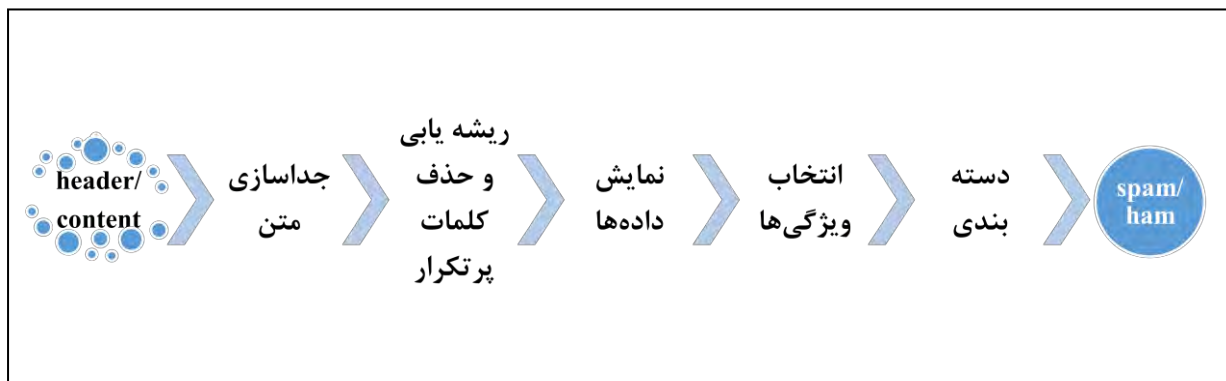 header/
content
جداسازی
متن
ریشه یابی
و حذف
کلمات
پرتکرار
نمایش
داده‌ها
انتخاب
ویژگی‌ها
دسته
بندی
spam/
ham